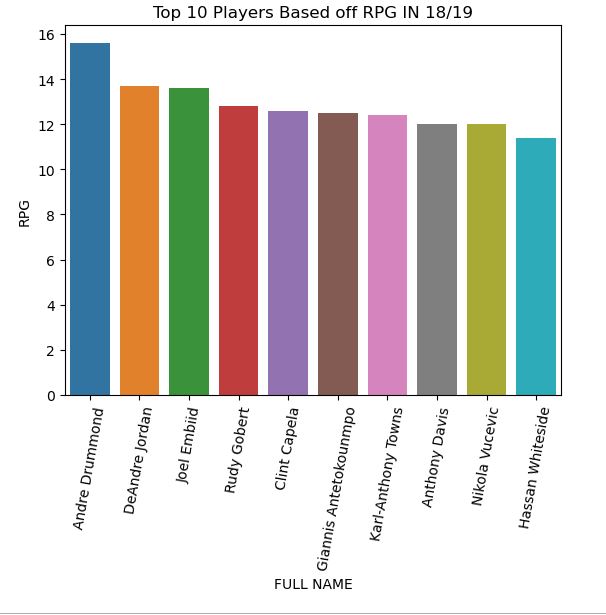 Top 10 Players Based off RPG IN 18/19
16
14
12
10
8
6
4
2
0
RPG
Andre Drummond
DeAndre Jordan
Joel Embiid
Rudy Gobert
Clint Capela
Giannis Antetokounmpo
Karl-Anthony Towns
Anthony Davis
Nikola Vucevic
Hassan Whiteside
FULL NAME